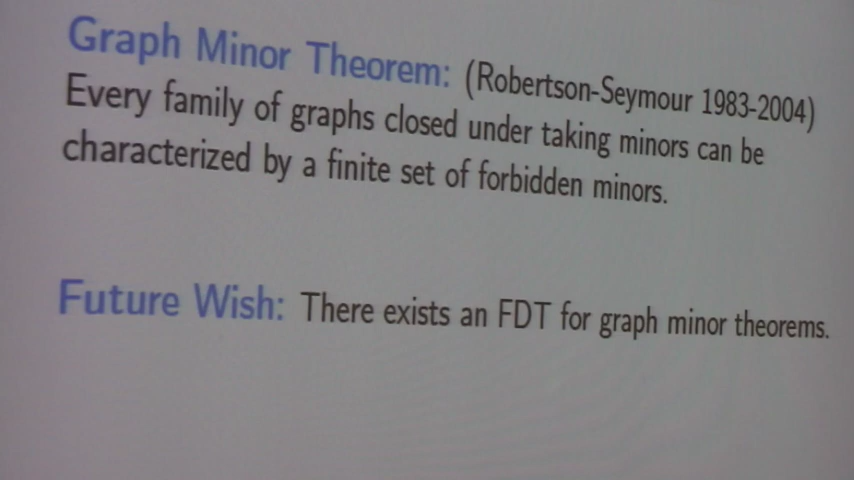 Graph Minor Theorem: (Robertson-Seymour 1983-2004)
Every family of graphs closed under taking minors can be
characterized by a finite set of forbidden minors.
Future Wish: There exists an FDT for graph minor theorems.